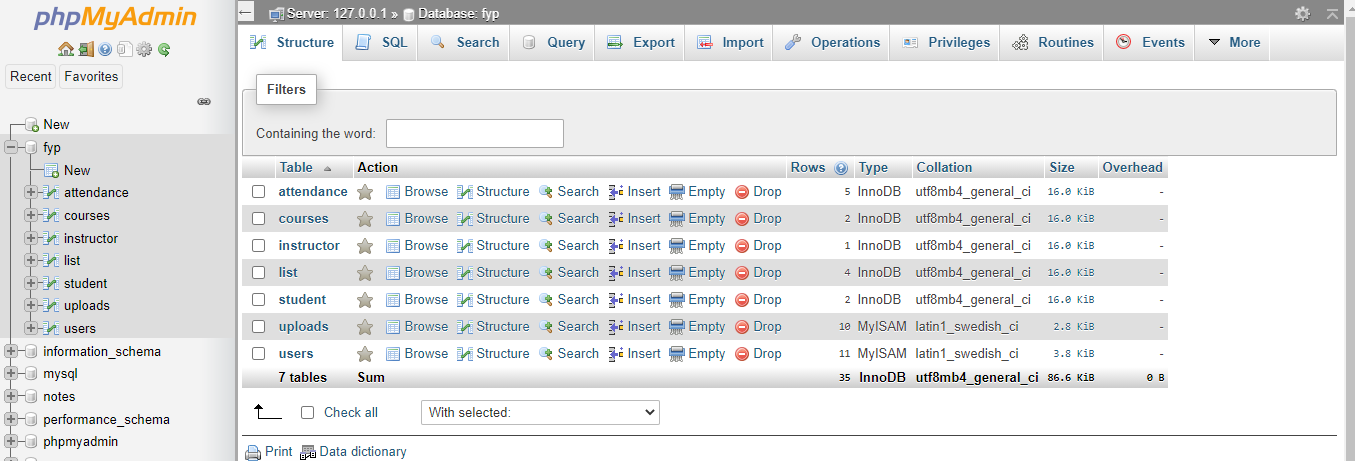 phpMyAdmin
Recent Favorites
New
fyp
New
attendance
courses
instructor
list
student
uploads
users
information_schema
mysql
notes
performance_schema
phpmyadmin
Server: 127.0.0.1 » Database: fyp
Structure SQL Search Query Export Import Operations Privileges Routines Events More
Filters
Containing the word:
Table Action Rows Type Collation Size Overhead
attendance Browse Structure Search Insert Empty Drop 5 InnoDB utf8mb4_general_ci 16.0 KiB -
courses Browse Structure Search Insert Empty Drop 2 InnoDB utf8mb4_general_ci 16.0 KiB -
instructor Browse Structure Search Insert Empty Drop 1 InnoDB utf8mb4_general_ci 16.0 KiB -
list Browse Structure Search Insert Empty Drop 4 InnoDB utf8mb4_general_ci 16.0 KiB -
student Browse Structure Search Insert Empty Drop 2 InnoDB utf8mb4_general_ci 16.0 KiB -
uploads Browse Structure Search Insert Empty Drop 10 MyISAM latin1_swedish_ci 2.8 KiB -
users Browse Structure Search Insert Empty Drop 11 MyISAM latin1_swedish_ci 3.8 KiB -
7 tables Sum 35 InnoDB utf8mb4_general_ci 86.6 KiB 0 B
Check all With selected:
Print Data dictionary